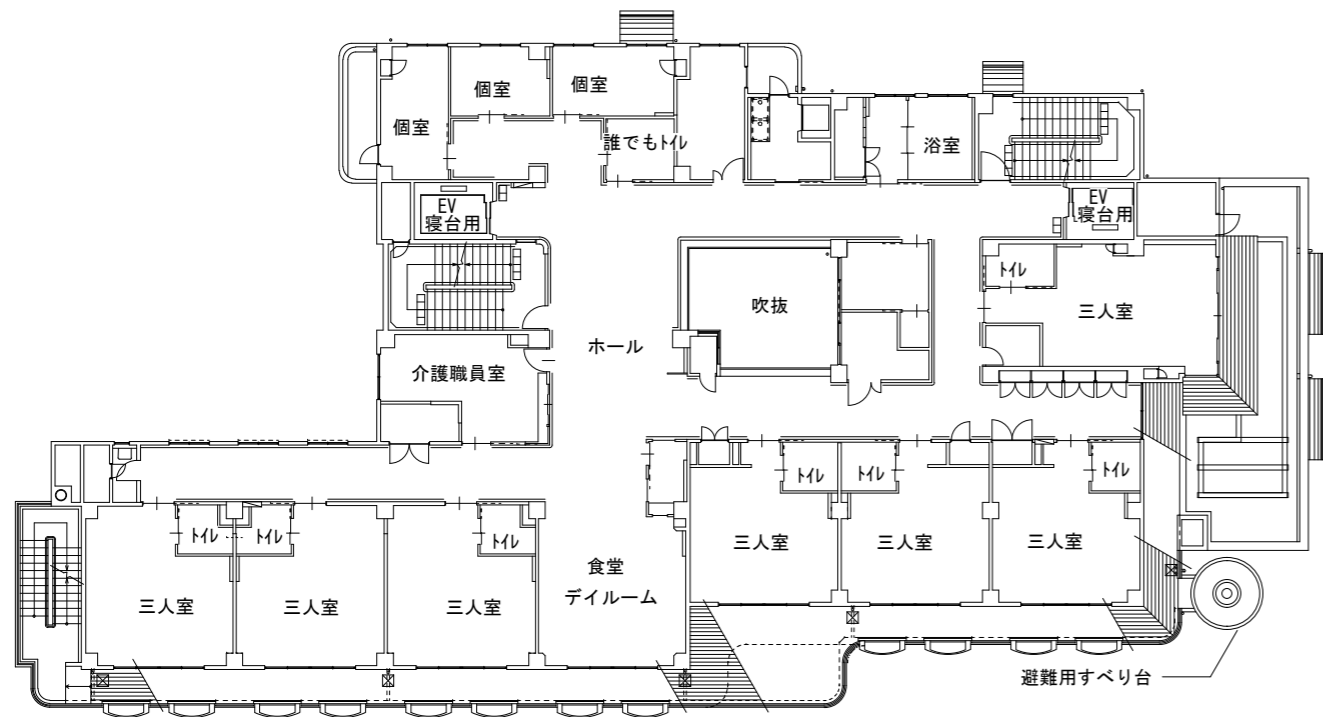 個室
個室
個室
誰でもトイレ
浴室
EV
寝台用
EV
寝台用
トイレ
三人室
吹抜
ホール
介護職員室
トイレ
トイレ
トイレ
三人室
三人室
三人室
トイレ
トイレ
トイレ
食堂
デイルーム
三人室
三人室
三人室
避難用すべり台